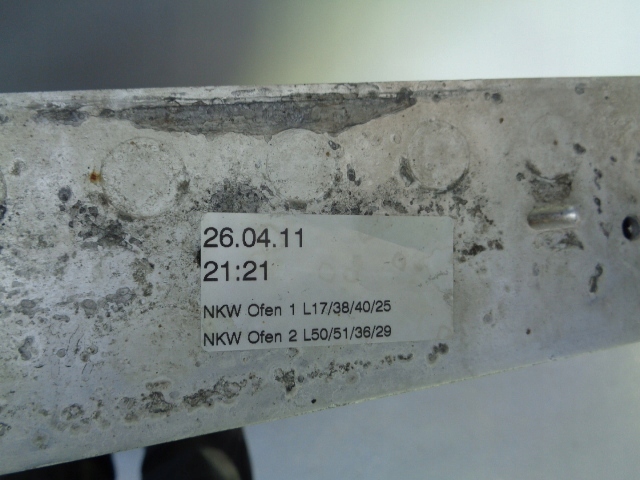 26.04.11
21:21
NKW Ofen 1 L17/38/40/25
NKW Ofen 2 L50/51/36/29